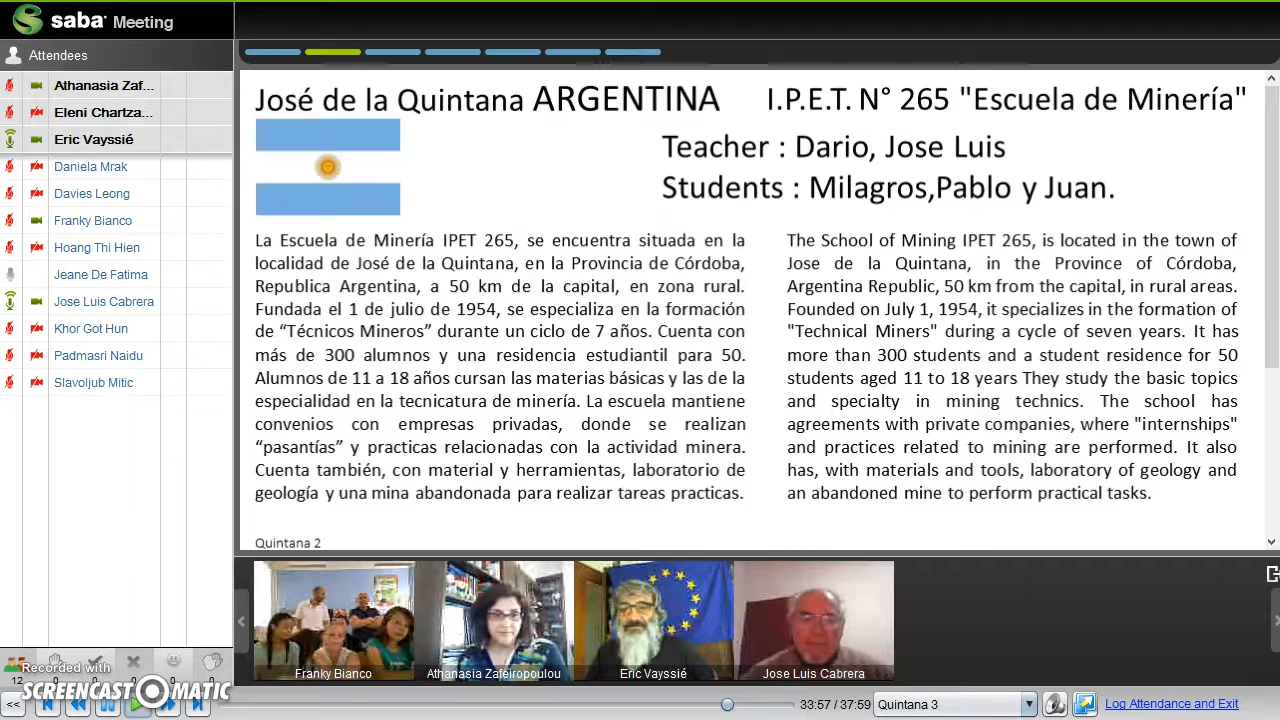 saba Meeting
Attendees
Athanasia Zaf...
Eleni Chartza...
Eric Vayssié
Daniela Mrak
Davies Leong
Franky Bianco
Hoang Thi Hien
Jeane De Fatima
Jose Luis Cabrera
Khor Got Hun
Padmasri Naidu
Slavoljub Mitic
José de la Quintana ARGENTINA
I.P.E.T. N° 265 "Escuela de Minería"
Teacher : Dario, Jose Luis
Students : Milagros,Pablo y Juan.
La Escuela de Minería IPET 265, se encuentra situada en la
localidad de José de la Quintana, en la Provincia de Córdoba,
Republica Argentina, a 50 km de la capital, en zona rural.
Fundada el 1 de julio de 1954, se especializa en la formación
de “Técnicos Mineros” durante un ciclo de 7 años. Cuenta con
más de 300 alumnos y una residencia estudiantil para 50.
Alumnos de 11 a 18 años cursan las materias básicas y las de la
especialidad en la tecnicatura de minería. La escuela mantiene
convenios con empresas privadas, donde se realizan
“pasantías” y practicas relacionadas con la actividad minera.
Cuenta también, con material y herramientas, laboratorio de
geología y una mina abandonada para realizar tareas practicas.
The School of Mining IPET 265, is located in the town of
Jose de la Quintana, in the Province of Córdoba,
Argentina Republic, 50 km from the capital, in rural areas.
Founded on July 1, 1954, it specializes in the formation of
"Technical Miners" during a cycle of seven years. It has
more than 300 students and a student residence for 50
students aged 11 to 18 years They study the basic topics
and specialty in mining technics. The school has
agreements with private companies, where "internships"
and practices related to mining are performed. It also
has, with materials and tools, laboratory of geology and
an abandoned mine to perform practical tasks.
Quintana 2
Franky Bianco
Athanasia Zafeiropoulou
Eric Vayssié
Jose Luis Cabrera
Recorded with
SCREENCAST MATIC
12
<<
33:57 / 37:59
Quintana 3
Log Attendance and Exit